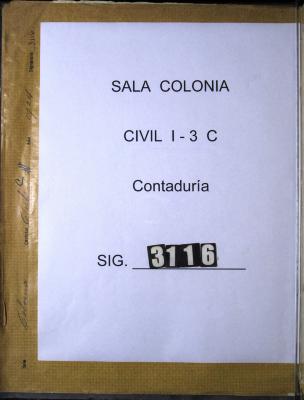 SALA COLONIA
CIVIL I - 3 C
Contaduría
SIG. 3116